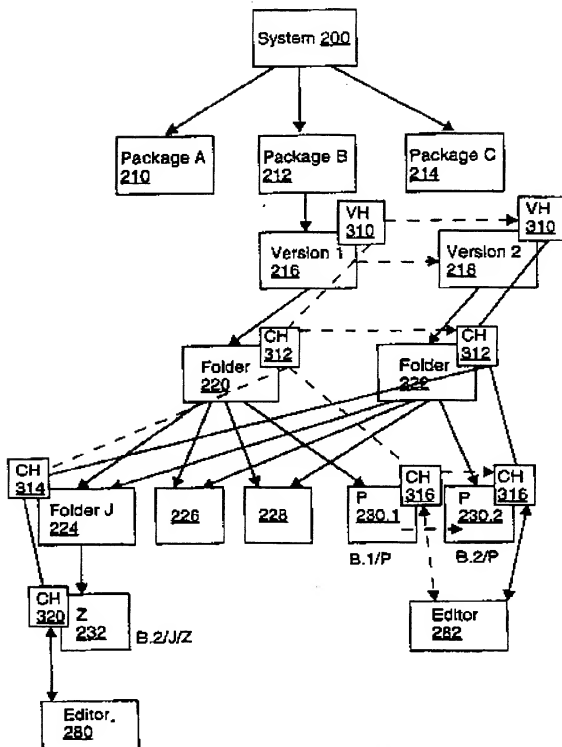 System 200
Package A
210
Package B
212
Package C
214
VH
310
VH
310
Version 1
216
Version 2
218
CH
312
CH
312
Folder
220
Folder
222
CH
314
CH
316
CH
316
Folder J
224
226
228
P
230.1
P
230.2
B.1/P
B.2/P
CH
320
Z
232
B.2/J/Z
Editor
282
Editor
280